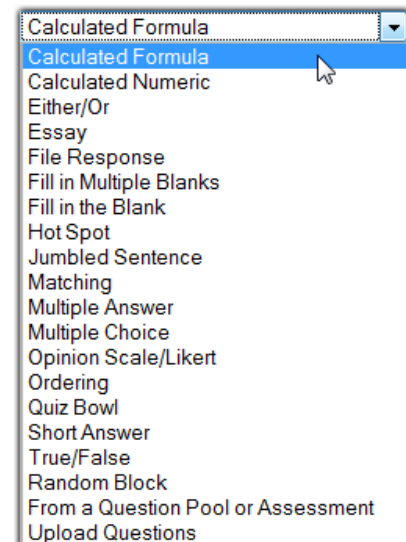 Calculated Formula
Calculated Formula
Calculated Numeric
Either/Or
Essay
File Response
Fill in Multiple Blanks
Fill in the Blank
Hot Spot
Jumbled Sentence
Matching
Multiple Answer
Multiple Choice
Opinion Scale/Likert
Ordering
Quiz Bowl
Short Answer
True/False
Random Block
From a Question Pool or Assessment
Upload Questions